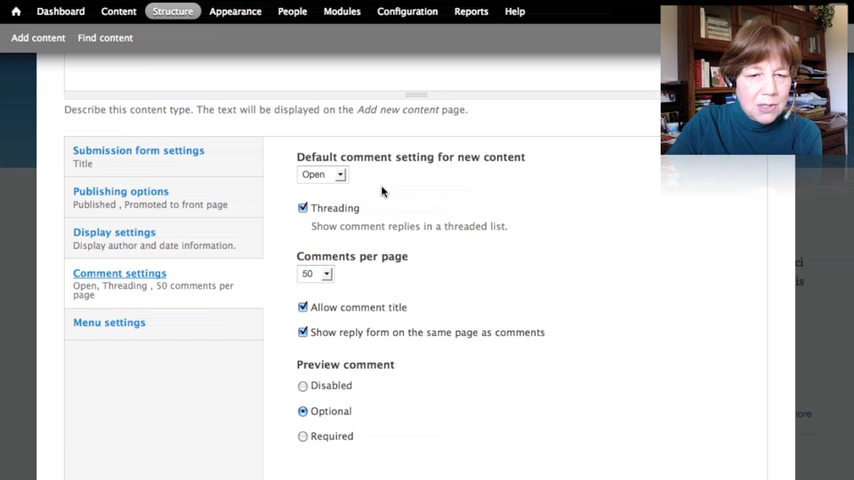 Dashboard Content Structure Appearance People Modules Configuration Reports Help
Add content Find content
Describe this content type. The text will be displayed on the Add new content page.
Submission form settings
Title
Publishing options
Published , Promoted to front page
Display settings
Display author and date information.
Comment settings
Open, Threading , 50 comments per
page
Menu settings
Default comment setting for new content
Open
Threading
Show comment replies in a threaded list.
Comments per page
50
Allow comment title
Show reply form on the same page as comments
Preview comment
Disabled
Optional
Required